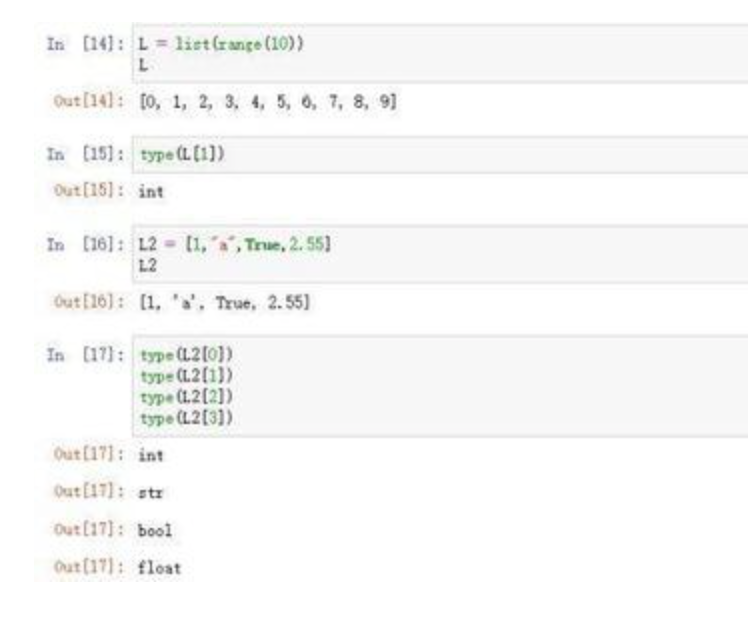 In [14]: L = list(range(10))
L
Out[14]: [0, 1, 2, 3, 4, 5, 6, 7, 8, 9]
In [15]: type(L[1])
Out[15]: int
In [16]: L2 = [1,"a",True,2.55]
L2
Out[16]: [1, 'a', True, 2.55]
In [17]: type(L2[0])
type(L2[1])
type(L2[2])
type(L2[3])
Out[17]: int
Out[17]: str
Out[17]: bool
Out[17]: float